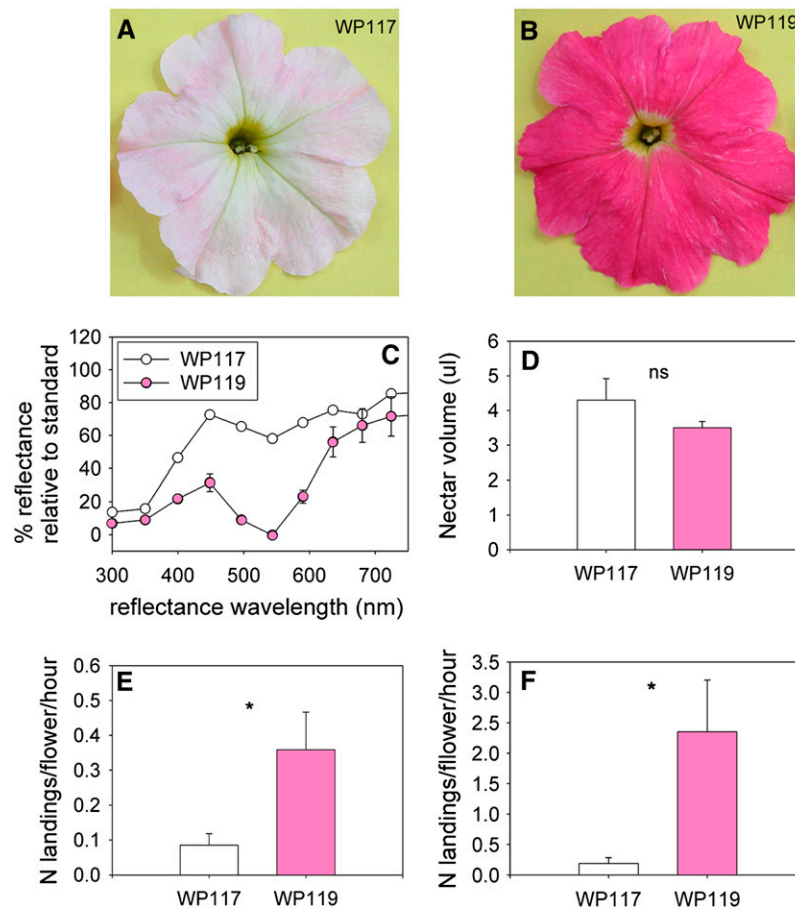 A WP117
B WP119
C
WP117
WP119
% reflectance
relative to standard
120
100
80
60
40
20
0
300 400 500 600 700
reflectance wavelength (nm)
D
ns
Nectar volume (ul)
6
5
4
3
2
1
0
WP117 WP119
E
*
N landings/flower/hour
0.6
0.5
0.4
0.3
0.2
0.1
0.0
WP117 WP119
F
*
N landings/fllower/hour
3.5
3.0
2.5
2.0
1.5
1.0
0.5
0.0
WP117 WP119